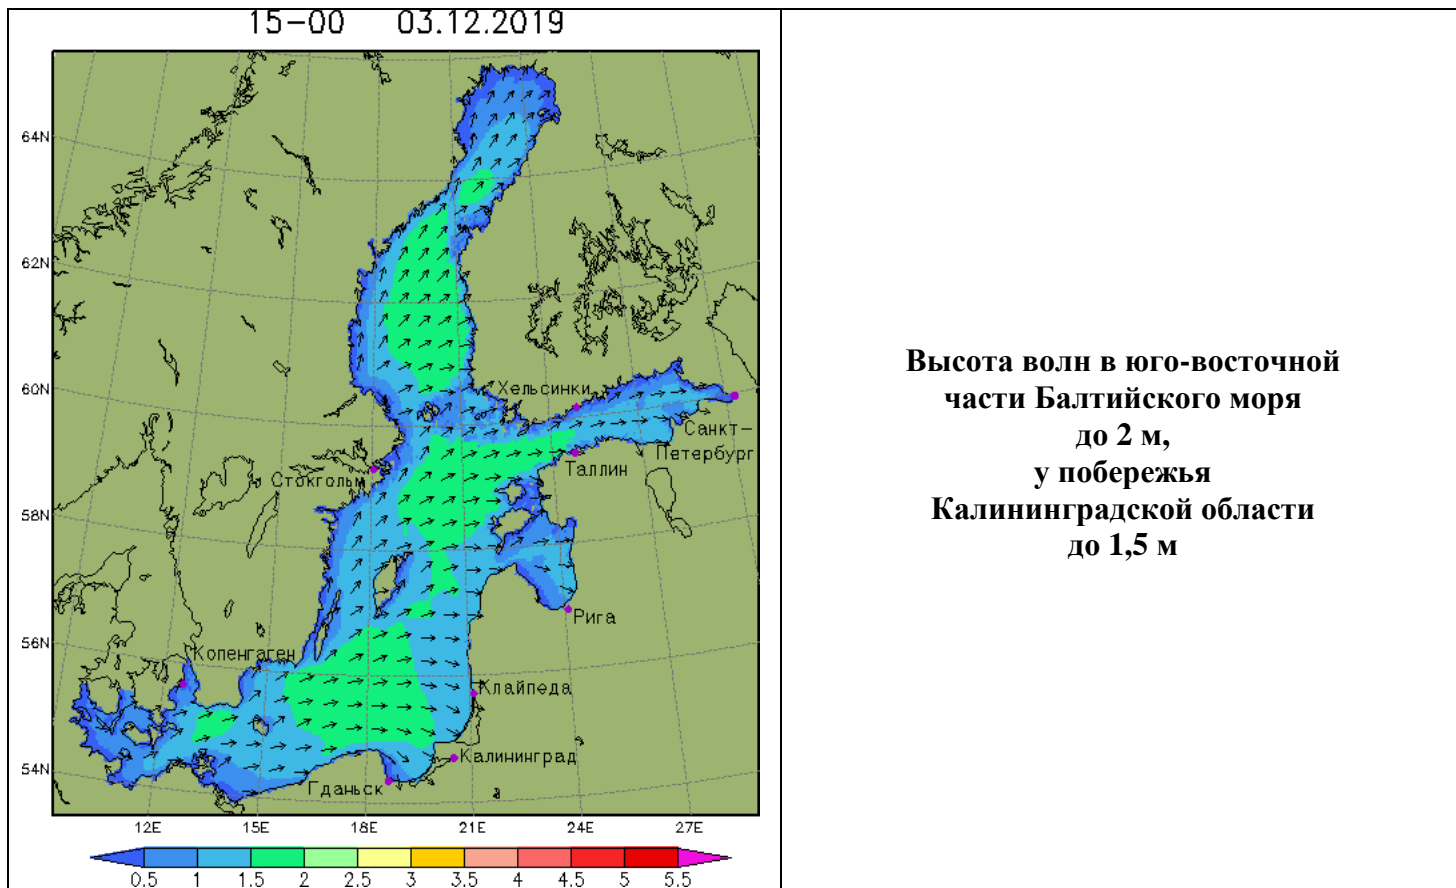 15-00 03.12.2019
64N
62N
60N
58N
56N
54N
Хельсинки
Санкт-
Петербург
Таллин
Стокгольм
Рига
Копенгаген
Клайпеда
Калининград
Гданьск
12E 15E 18E 21E 24E 27E
0.5 1 1.5 2 2.5 3 3.5 4 4.5 5 5.5
Высота волн в юго-восточной
части Балтийского моря
до 2 м,
у побережья
Калининградской области
до 1,5 м